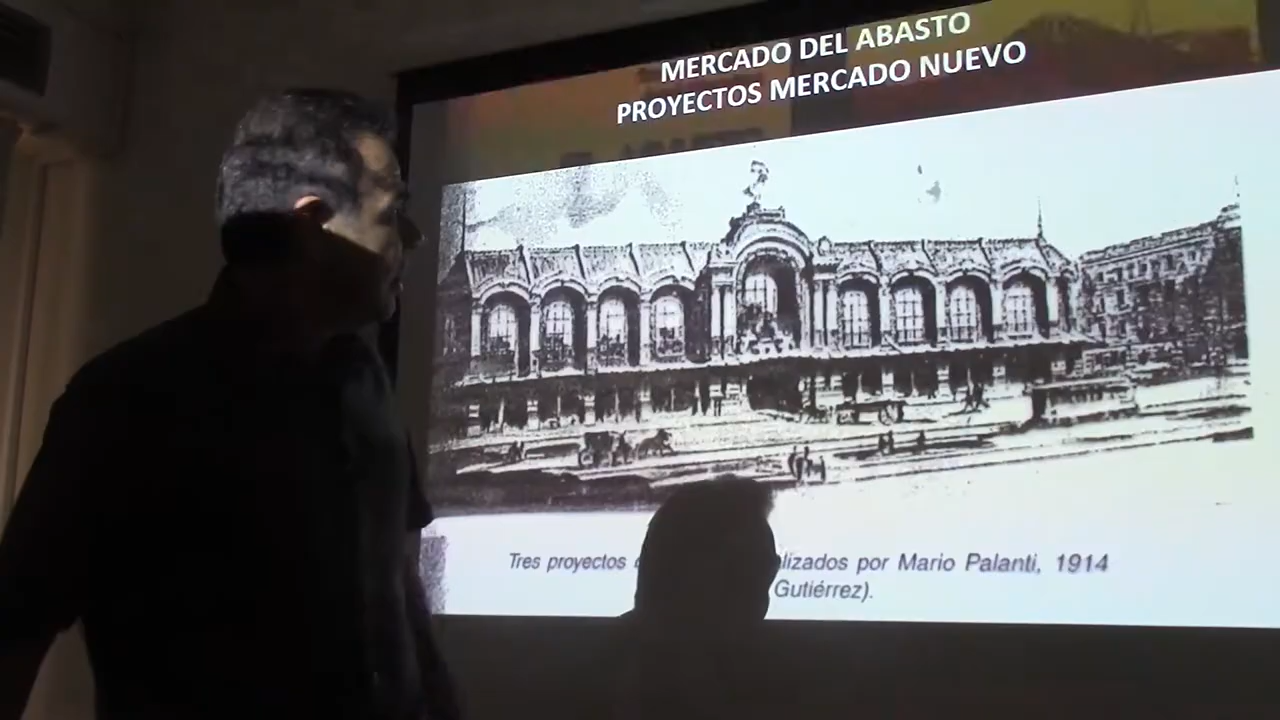 MERCADO DEL ABASTO
PROYECTOS MERCADO NUEVO
Tres proyectos lizados por Mario Palanti, 1914
Gutiérrez).